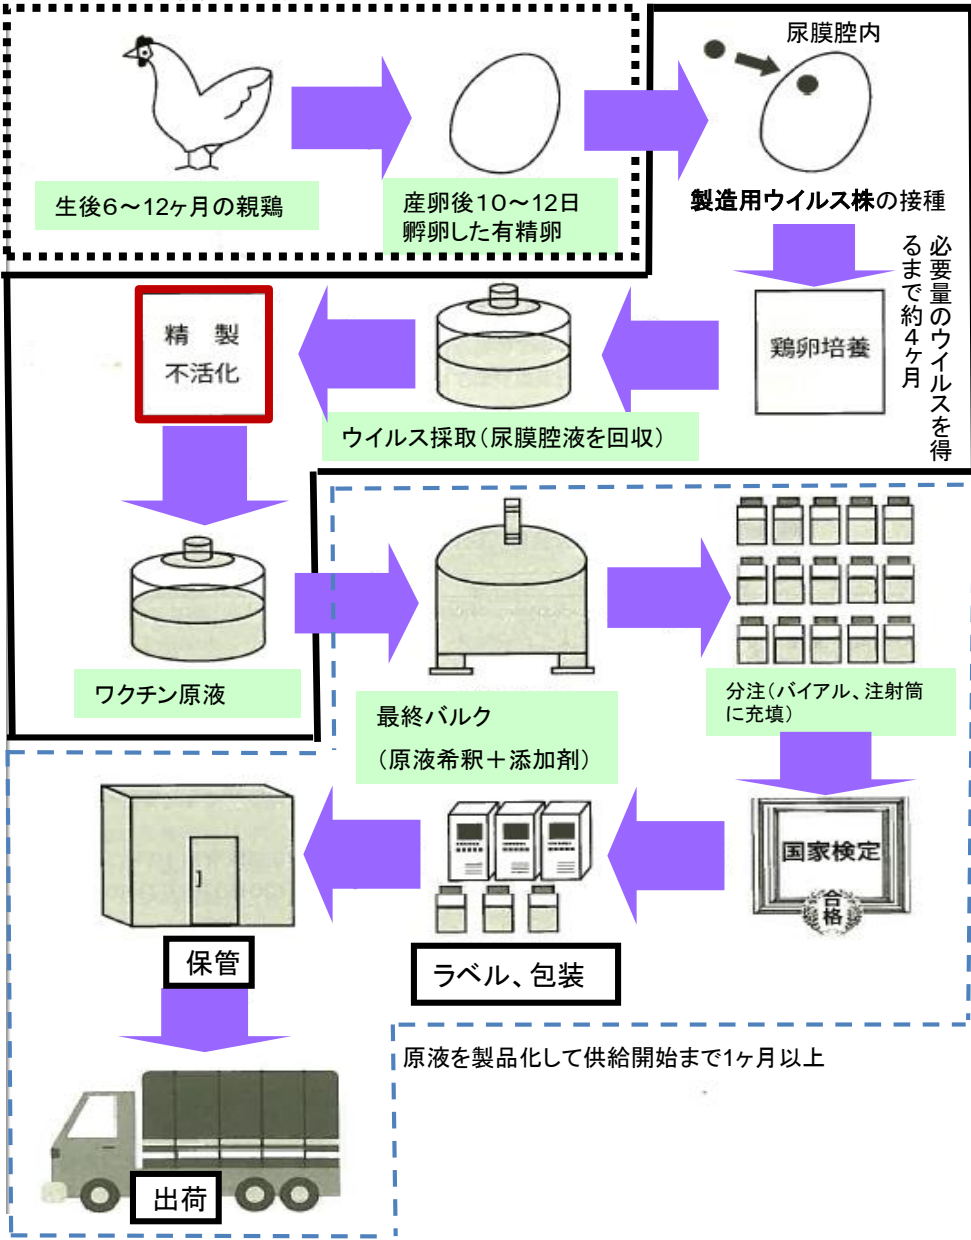 尿膜腔内
生後6～12ヶ月の親鶏
産卵後10～12日
孵卵した有精卵
製造用ウイルス株の接種
必要量のウイルスを得
るまで約4ヶ月
鶏卵培養
ウイルス採取(尿膜腔液を回収)
精 製
不活化
ワクチン原液
最終バルク
(原液希釈＋添加剤)
分注(バイアル、注射筒
に充填)
国家検定
合格
ラベル、包装
保管
原液を製品化して供給開始まで1ヶ月以上
出荷